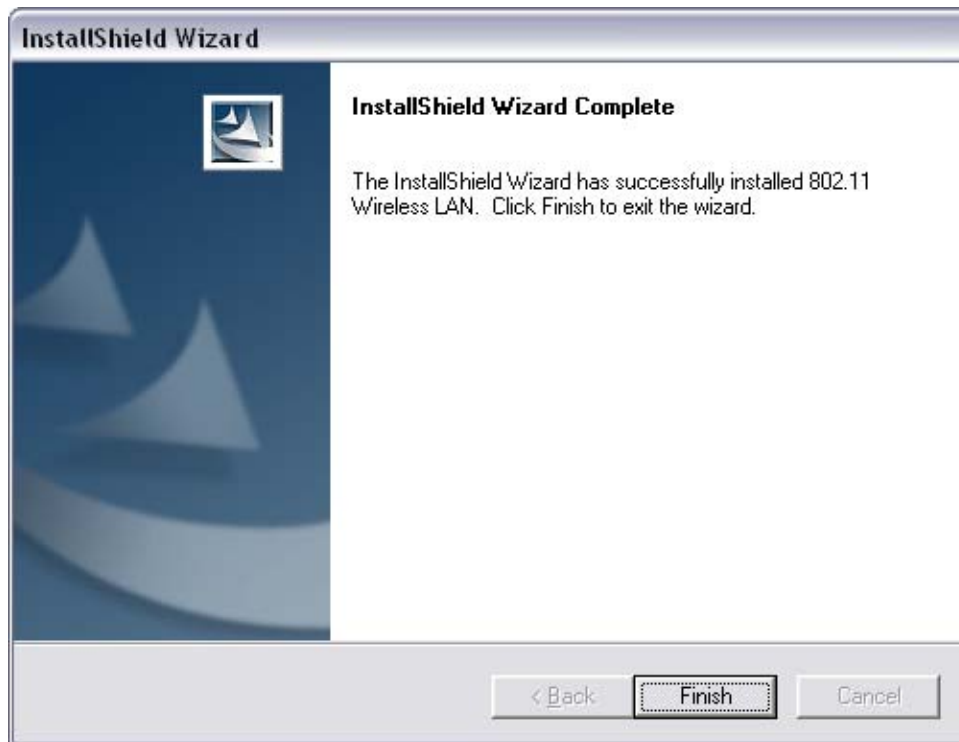 InstallShield Wizard
InstallShield Wizard Complete
The InstallShield Wizard has successfully installed 802.11
Wireless LAN. Click Finish to exit the wizard.
< Back
Finish
Cancel